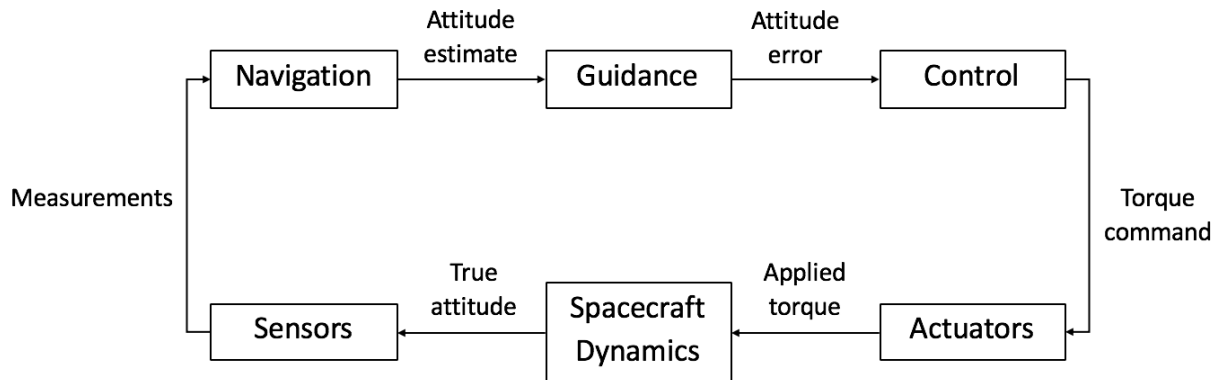 Attitude
estimate
Attitude
error
Navigation
Guidance
Control
Measurements
Torque
command
True
attitude
Applied
torque
Sensors
Spacecraft
Dynamics
Actuators